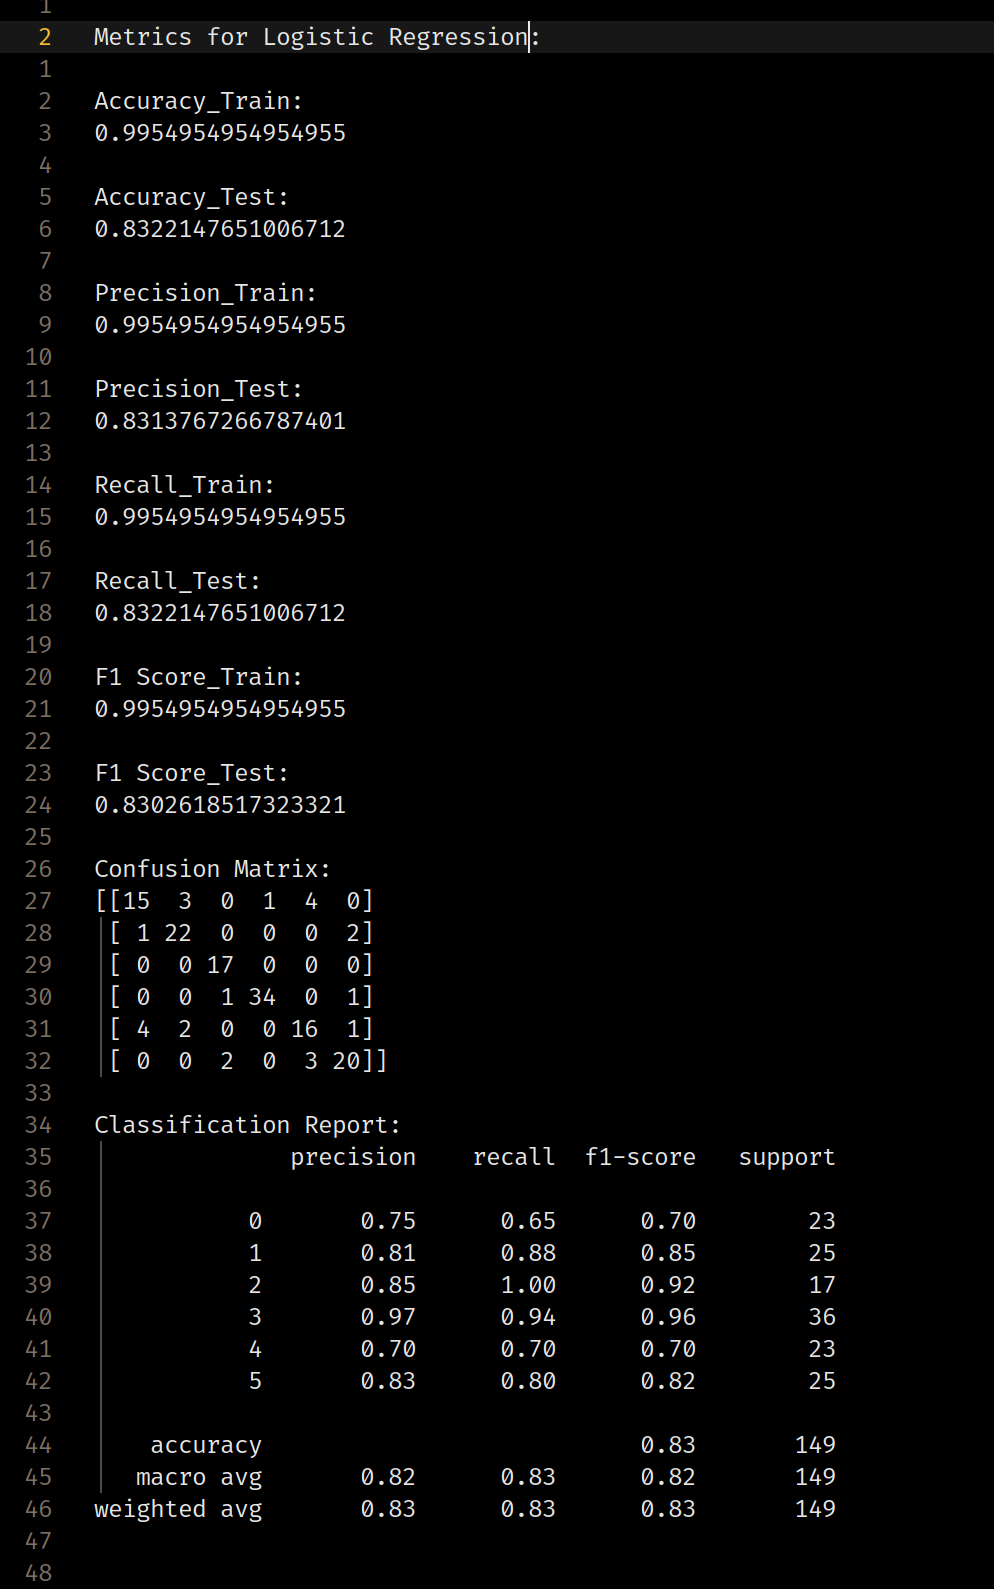 1
2 Metrics for Logistic Regression:
1
2 Accuracy_Train:
3 0.9954954954954955
4
5 Accuracy_Test:
6 0.8322147651006712
7
8 Precision_Train:
9 0.9954954954954955
10
11 Precision_Test:
12 0.8313767266787401
13
14 Recall_Train:
15 0.9954954954954955
16
17 Recall_Test:
18 0.8322147651006712
19
20 F1 Score_Train:
21 0.9954954954954955
22
23 F1 Score_Test:
24 0.8302618517323321
25
26 Confusion Matrix:
27 [[15  3  0  1  4  0]
28  [ 1 22  0  0  0  2]
29  [ 0  0 17  0  0  0]
30  [ 0  0  1 34  0  1]
31  [ 4  2  0  0 16  1]
32  [ 0  0  2  0  3 20]]
33
34 Classification Report:
35               precision    recall  f1-score   support
36
37            0       0.75      0.65      0.70        23
38            1       0.81      0.88      0.85        25
39            2       0.85      1.00      0.92        17
40            3       0.97      0.94      0.96        36
41            4       0.70      0.70      0.70        23
42            5       0.83      0.80      0.82        25
43
44     accuracy                           0.83       149
45    macro avg       0.82      0.83      0.82       149
46 weighted avg       0.83      0.83      0.83       149
47
48